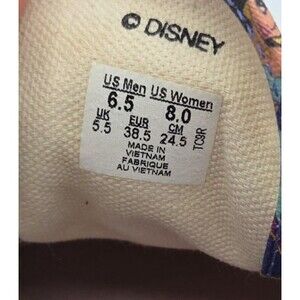 © DISNEY
US Men US Women
6.5 8.0
UK EUR CM
5.5 38.5 24.5
MADE IN
VIETNAM
FABRIQUE
AU VIETNAM
TC3R